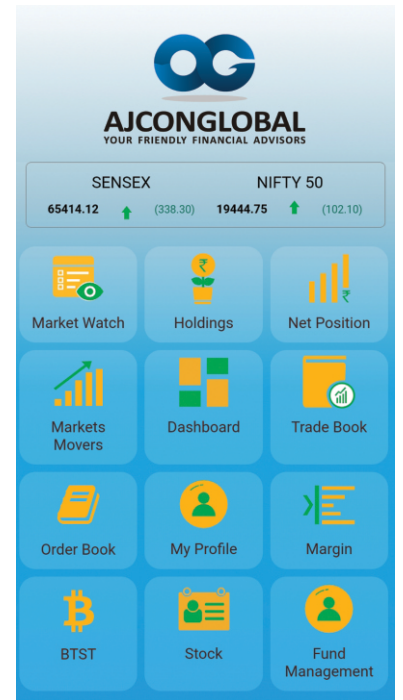 AJCONGLOBAL
YOUR FRIENDLY FINANCIAL ADVISORS
SENSEX NIFTY 50
65414.12 (338.30) 19444.75 (102.10)
Market Watch Holdings Net Position
Markets Movers Dashboard Trade Book
Order Book My Profile Margin
BTST Stock Fund Management